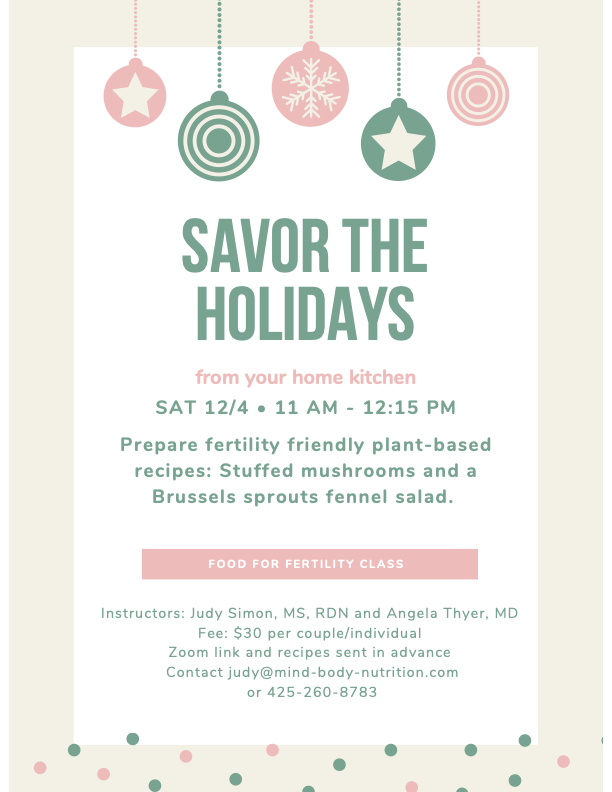 SAVOR THE
HOLIDAYS
from your home kitchen
SAT 12/4 • 11 AM - 12:15 PM
Prepare fertility friendly plant-based
recipes: Stuffed mushrooms and a
Brussels sprouts fennel salad.
FOOD FOR FERTILITY CLASS
Instructors: Judy Simon, MS, RDN and Angela Thyer, MD
Fee: $30 per couple/individual
Zoom link and recipes sent in advance
Contact judy@mind-body-nutrition.com
or 425-260-8783